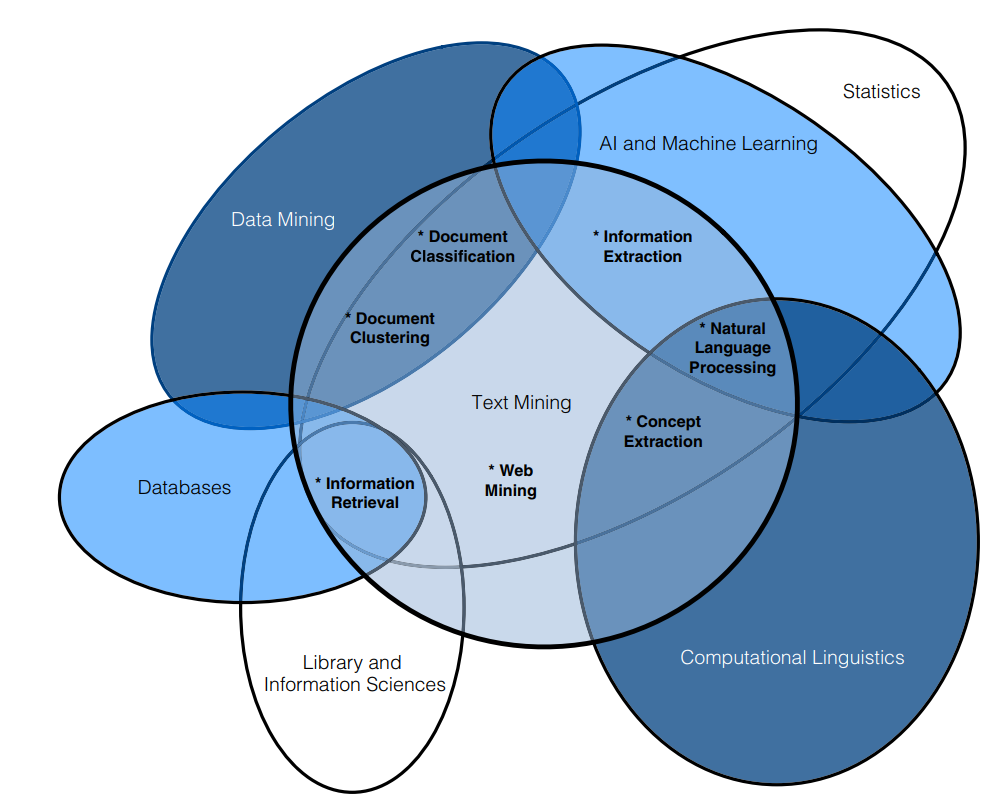 Statistics
AI and Machine Learning
Data Mining
* Document
Classification
* Information
Extraction
* Document
Clustering
* Natural
Language
Processing
Text Mining
* Concept
Extraction
* Web
Mining
Databases
* Information
Retrieval
Library and
Information Sciences
Computational Linguistics